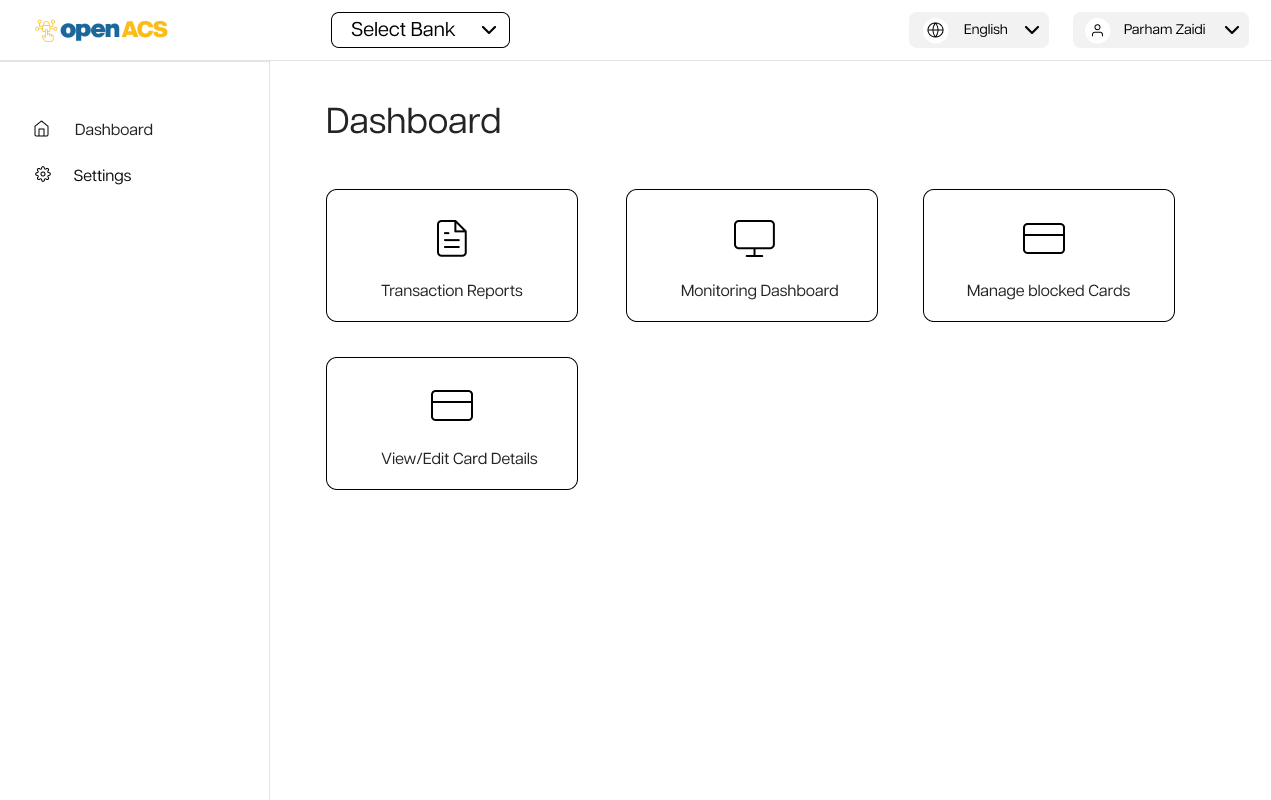 openACS
Select Bank
English
Parham Zaidi
Dashboard
Settings
Dashboard
Transaction Reports
Monitoring Dashboard
Manage blocked Cards
View/Edit Card Details